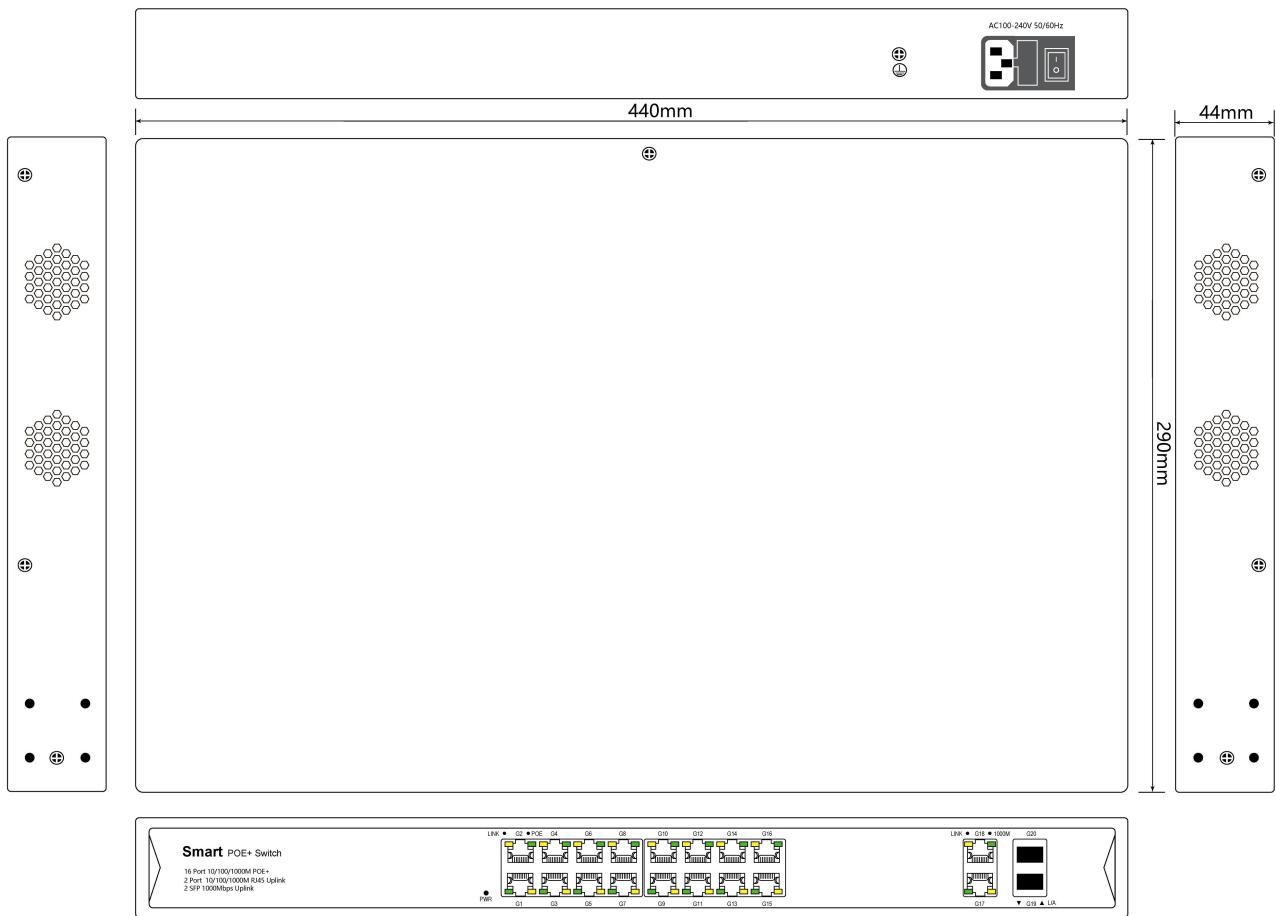 AC100-240V 50/60Hz
440mm
44mm
290mm
LINK G2 POE G4 G6 G8 G10 G12 G14 G16 LINK G18 1000M G20
Smart POE+ Switch
16 Port 10/100/1000M POE+
2 Port 10/100/1000M RJ45 Uplink
2 SFP 1000Mbps Uplink
PWR G1 G3 G5 G7 G9 G11 G13 G15 G17 ▼ G19 ▲ L/A